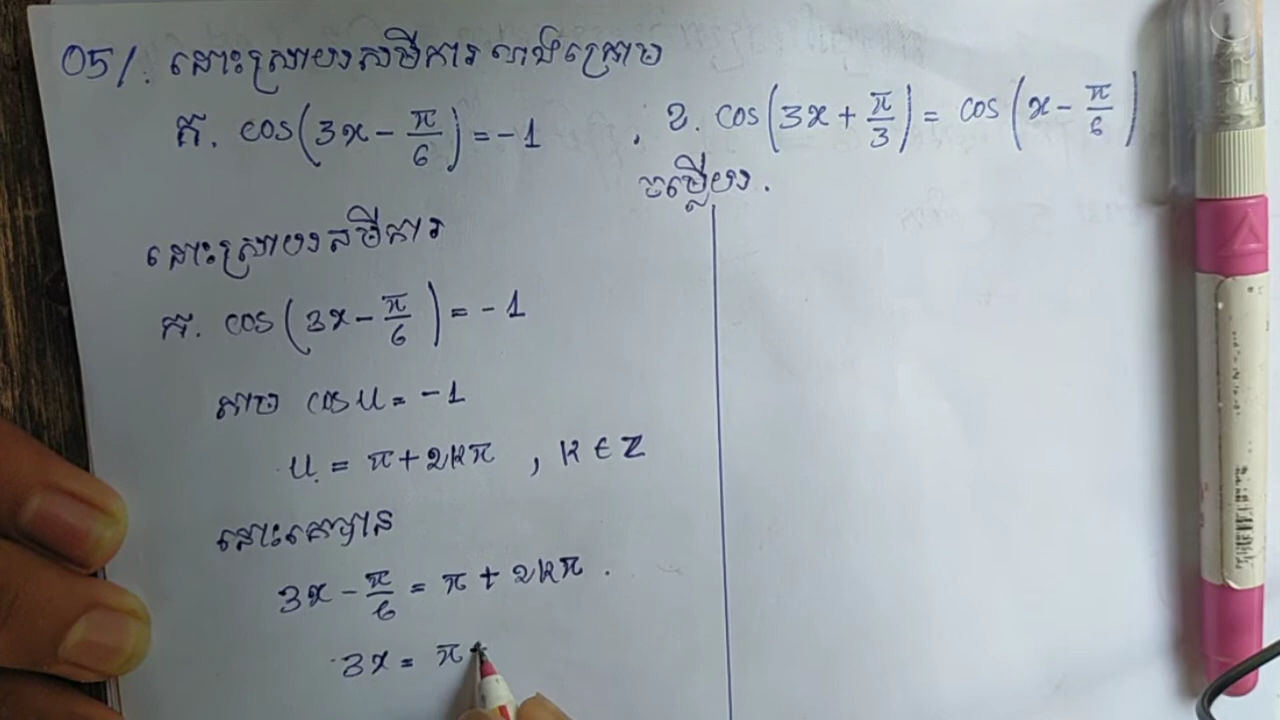 05/. ដោះស្រាយសមីការខាងក្រោម
ក. cos(3x - π/6) = -1 , ខ. cos(3x + π/3) = cos(x - π/6)
ចម្លើយ.
ដោះស្រាយសមីការ
ក. cos(3x - π/6) = -1
តាម cos u = -1
u = π + 2kπ , k ∈ Z
ដោះគេបាន
3x - π/6 = π + 2kπ .
3x = π